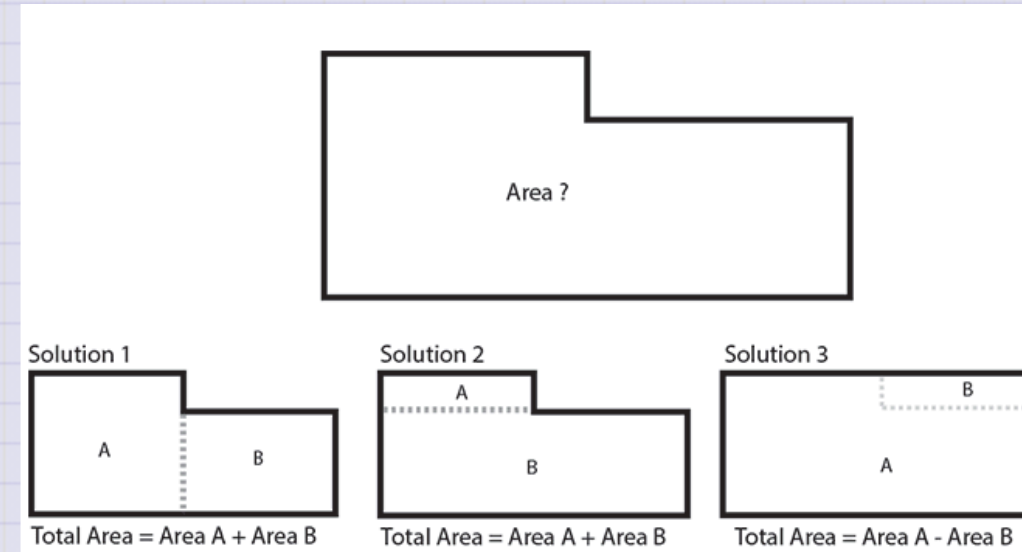 Area ?
Solution 1
A
B
Total Area = Area A + Area B
Solution 2
A
B
Total Area = Area A + Area B
Solution 3
B
A
Total Area = Area A - Area B